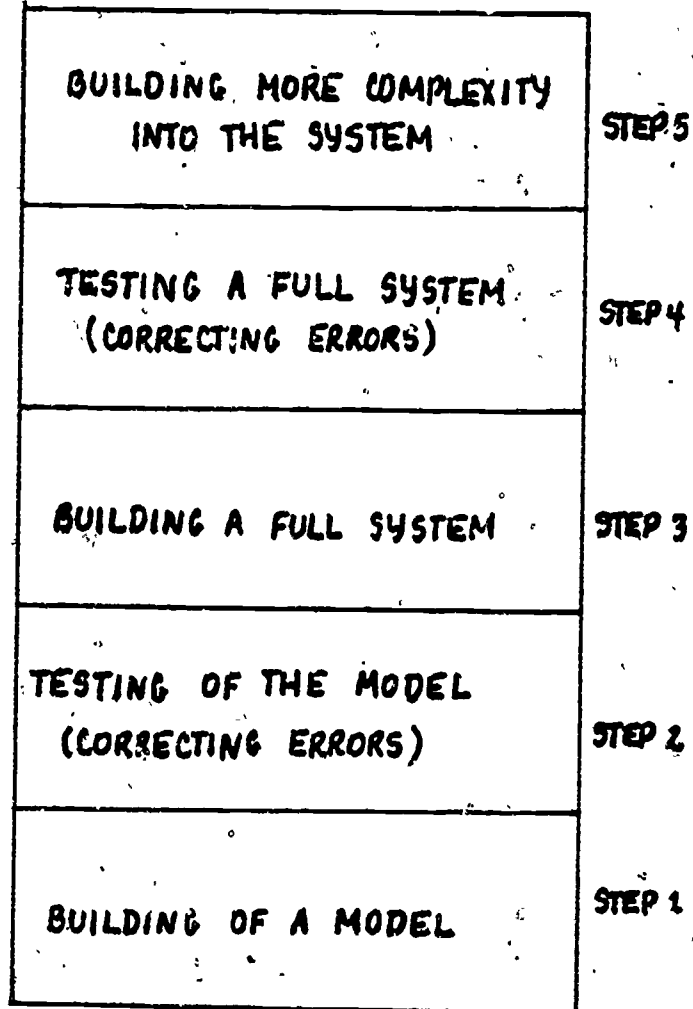 BUILDING MORE COMPLEXITY
INTO THE SYSTEM
STEP 5
TESTING A FULL SYSTEM
(CORRECTING ERRORS)
STEP 4
BUILDING A FULL SYSTEM
STEP 3
TESTING OF THE MODEL
(CORRECTING ERRORS)
STEP 2
BUILDING OF A MODEL
STEP 1